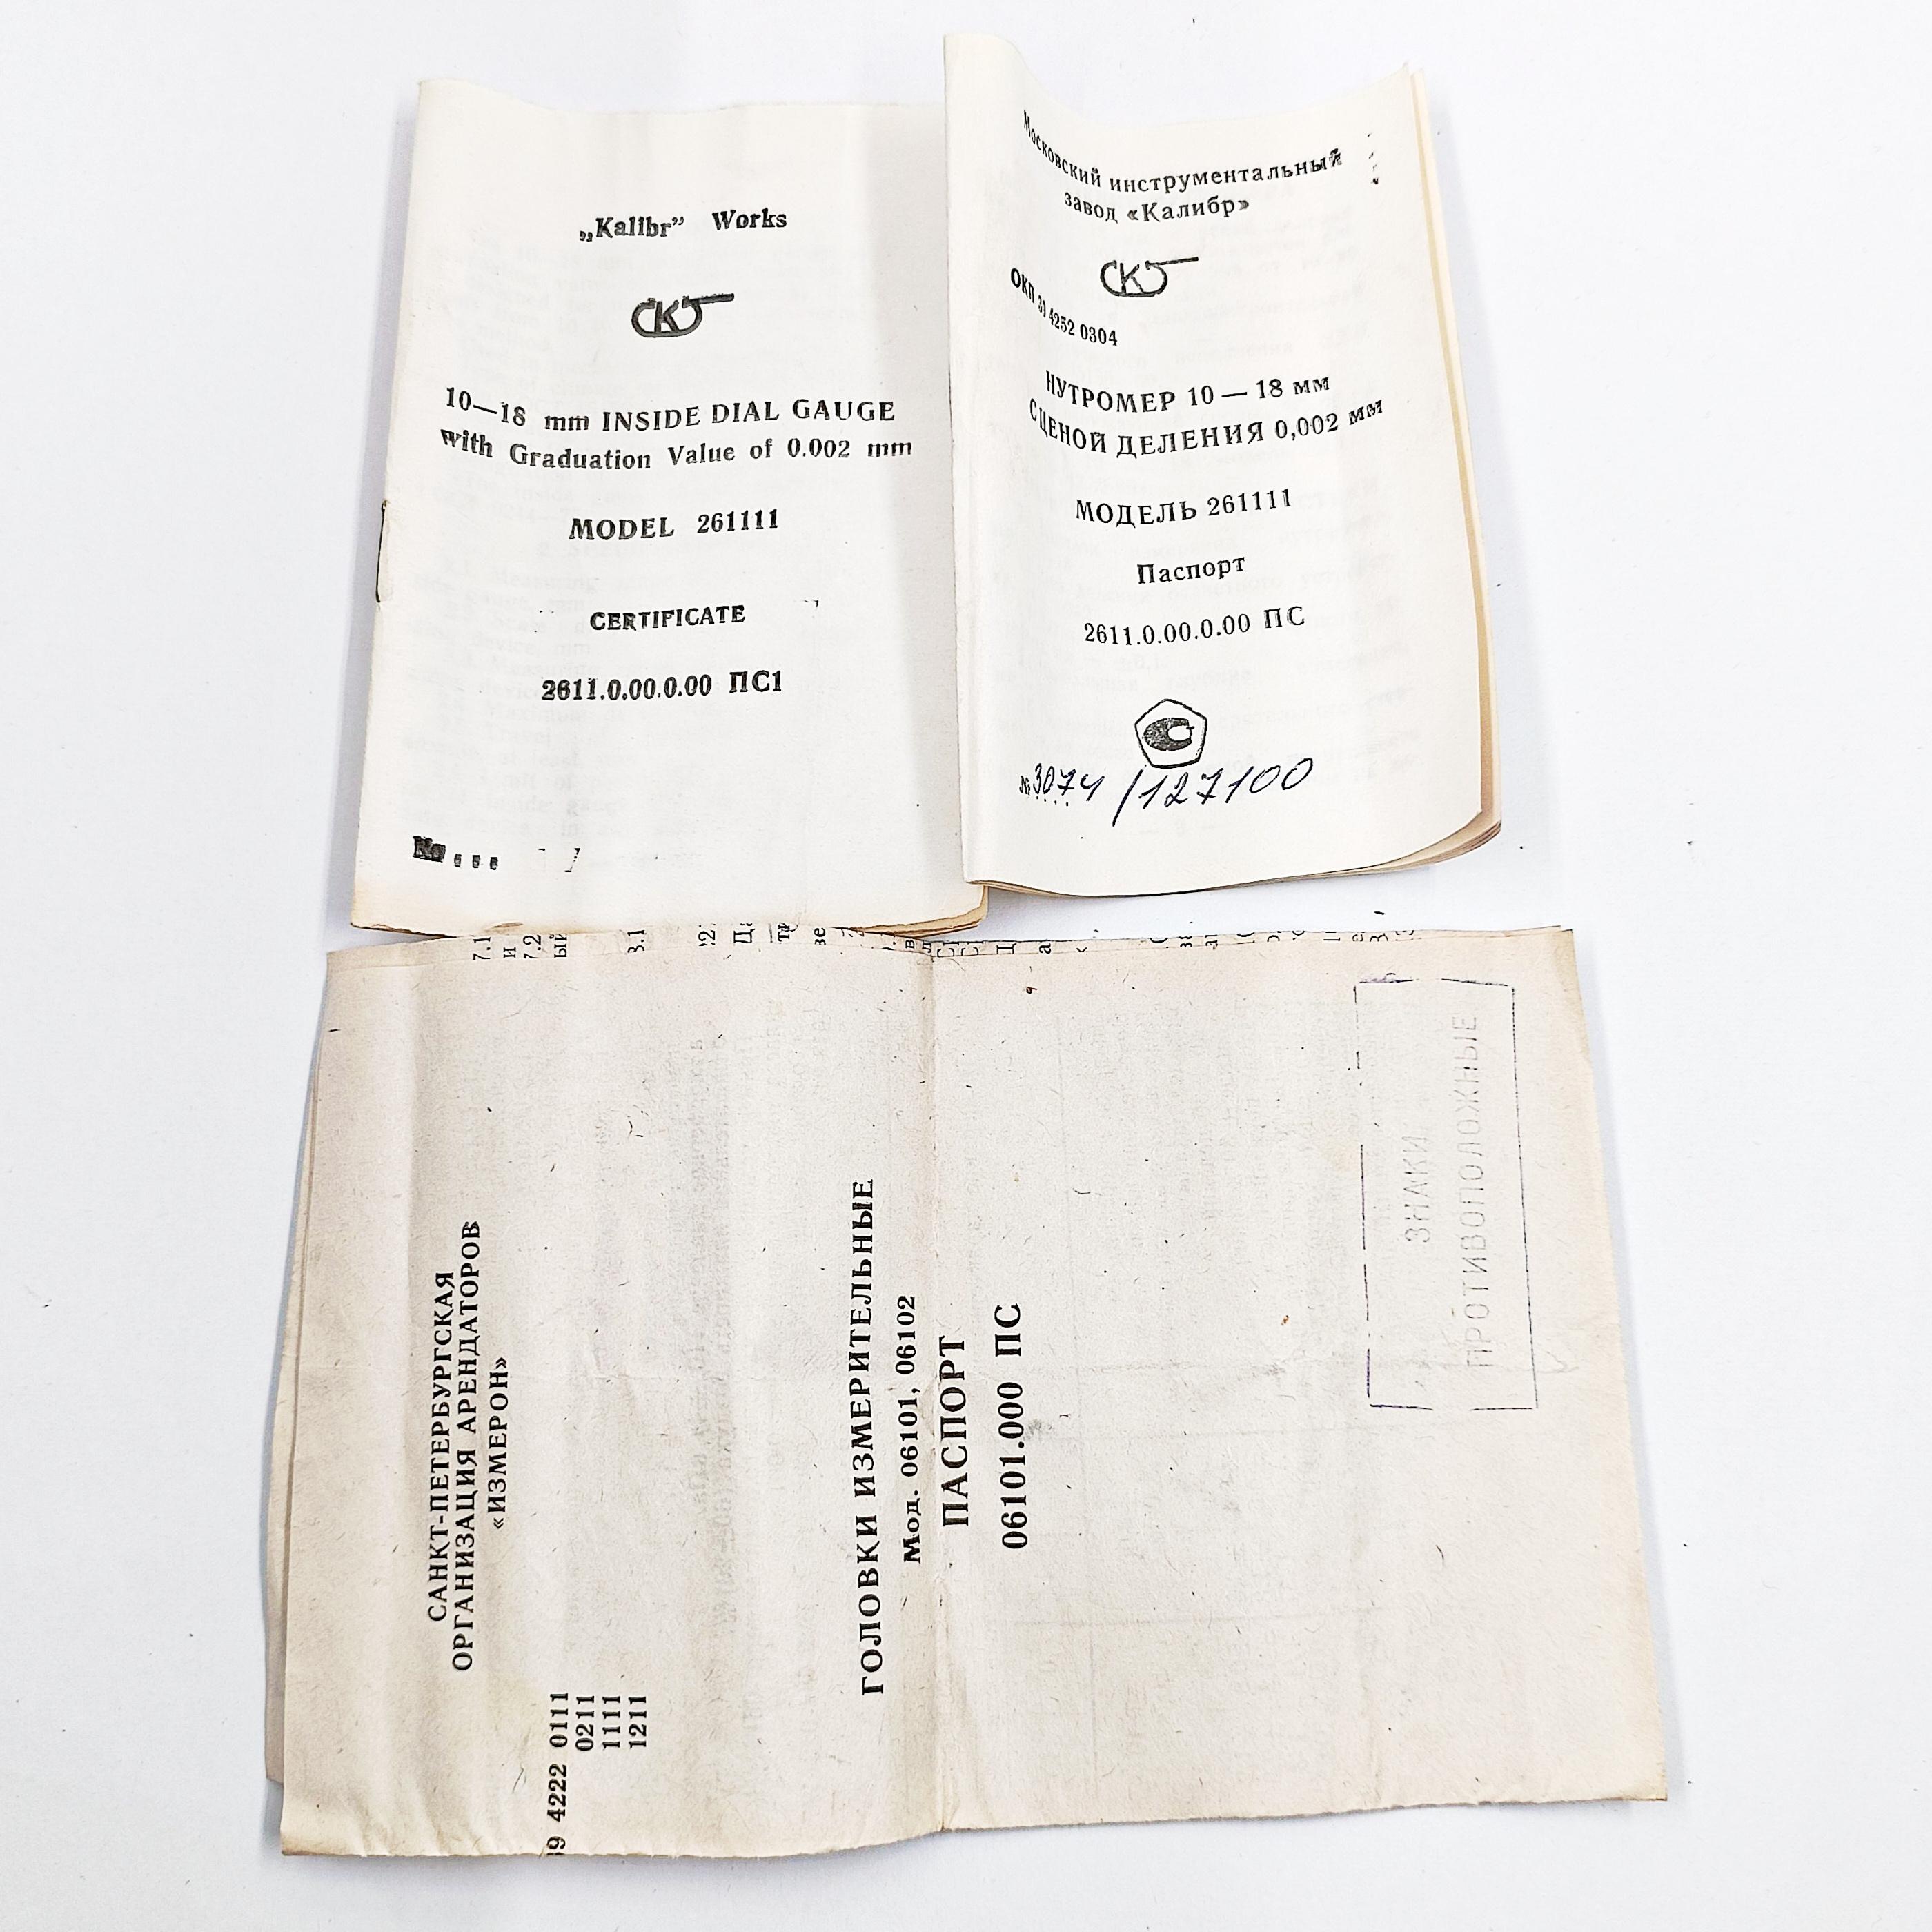 „Kalibr” Works
10—18 mm INSIDE DIAL GAUGE
with Graduation Value of 0.002 mm
MODEL 261111
CERTIFICATE
2611.0.00.0.00 ПС1
№....
Московский инструментальный
завод «Калибр»
ОКП 39 4252 0304
НУТРОМЕР 10 — 18 мм
С ЦЕНОЙ ДЕЛЕНИЯ 0,002 мм
МОДЕЛЬ 261111
Паспорт
2611.0.00.0.00 ПС
№3074/127100
САНКТ-ПЕТЕРБУРГСКАЯ
ОРГАНИЗАЦИЯ АРЕНДАТОРОВ
«ИЗМЕРОН»
39 4222 0111
0211
1111
1211
ГОЛОВКИ ИЗМЕРИТЕЛЬНЫЕ
Мод. 06101, 06102
ПАСПОРТ
06101.000 ПС
ЗНАКИ
ПРОТИВОПОЛОЖНЫЕ